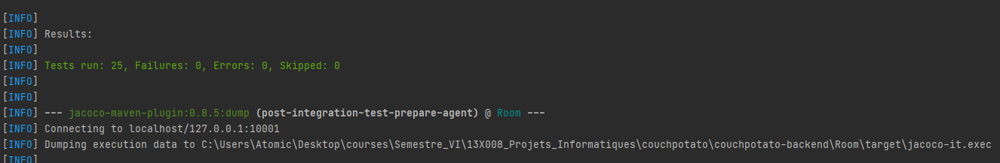 [INFO]
[INFO] Results:
[INFO]
[INFO] Tests run: 25, Failures: 0, Errors: 0, Skipped: 0
[INFO]
[INFO]
[INFO] --- jacoco-maven-plugin:0.8.5:dump (post-integration-test-prepare-agent) @ Room ---
[INFO] Connecting to localhost/127.0.0.1:10001
[INFO] Dumping execution data to C:\Users\Atomic\Desktop\courses\Semestre_VI\13X008_Projets_Informatiques\couchpotato\couchpotato-backend\Room\target\jacoco-it.exec
[INFO]